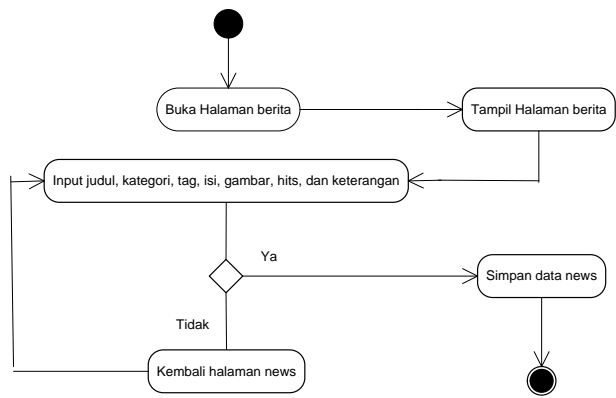 Buka Halaman berita
Tampil Halaman berita
Input judul, kategori, tag, isi, gambar, hits, dan keterangan
Ya
Simpan data news
Tidak
Kembali halaman news